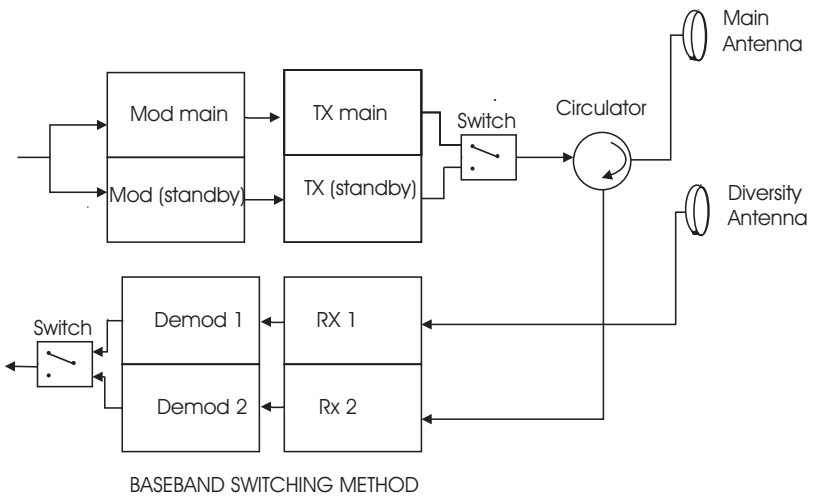 Main
Antenna
Mod main
TX main
Switch
Circulator
Mod (standby)
TX (standby)
Diversity
Antenna
Switch
Demod 1
RX 1
Demod 2
Rx 2
BASEBAND SWITCHING METHOD